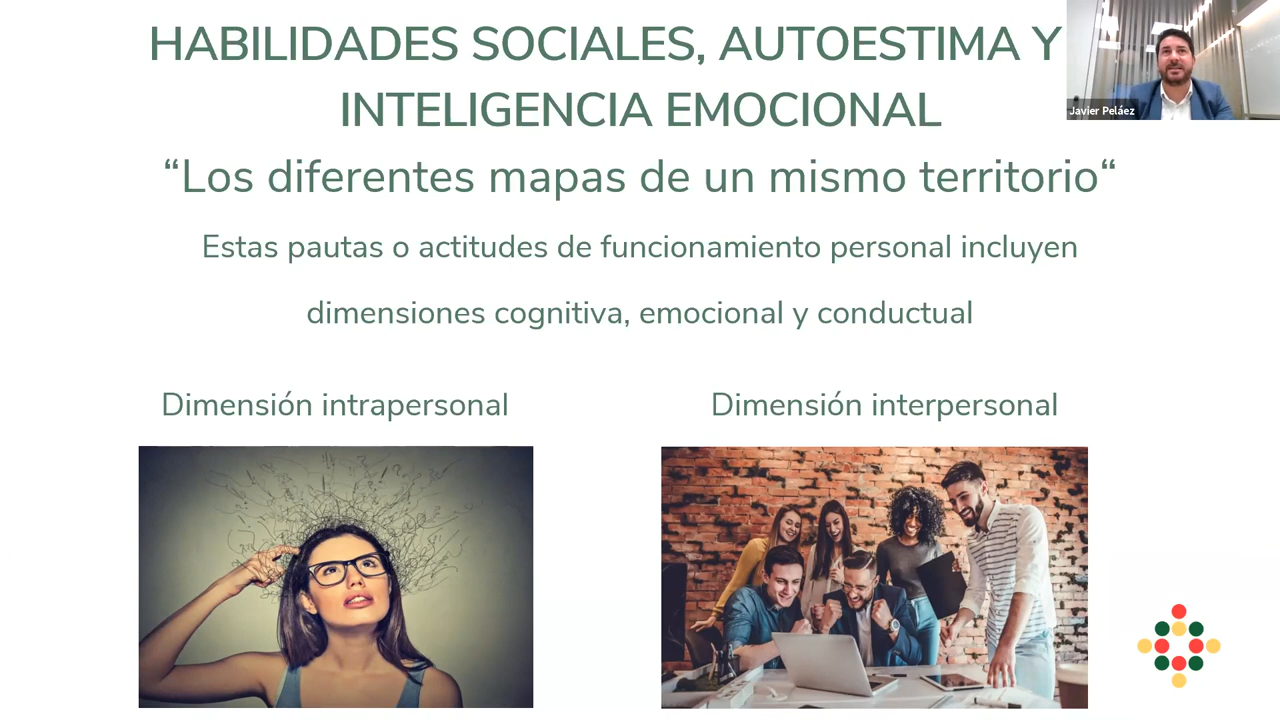 HABILIDADES SOCIALES, AUTOESTIMA Y
INTELIGENCIA EMOCIONAL
“Los diferentes mapas de un mismo territorio“
Estas pautas o actitudes de funcionamiento personal incluyen
dimensiones cognitiva, emocional y conductual
Dimensión intrapersonal
Dimensión interpersonal
Javier Peláez